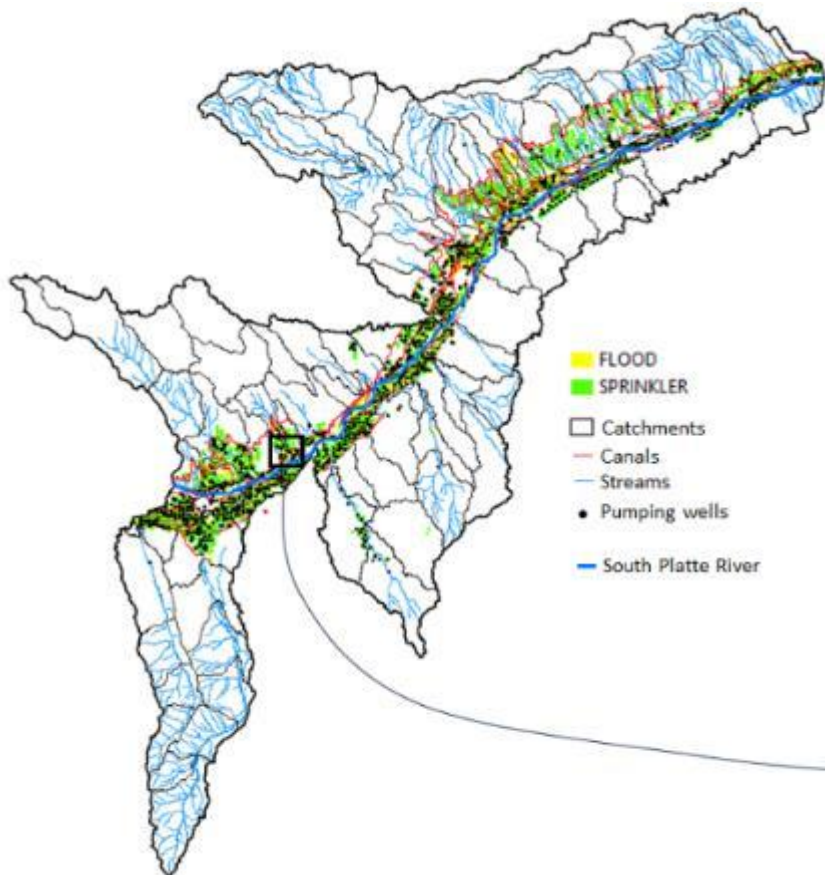 FLOOD
SPRINKLER
Catchments
Canals
Streams
Pumping wells
South Platte River